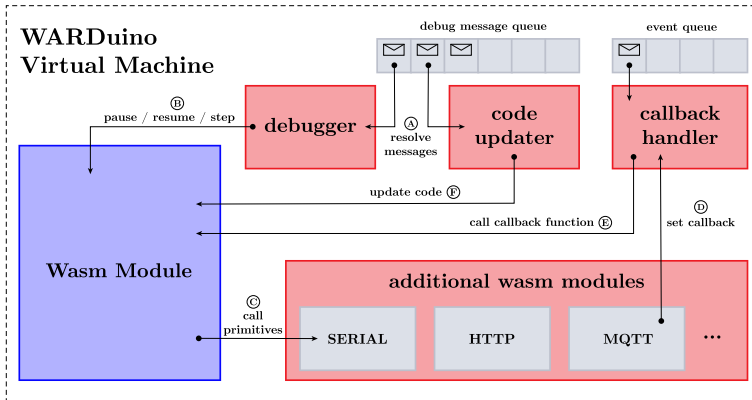 WARDuino
Virtual Machine
debug message queue
event queue
B
pause / resume / step
debugger
A
resolve
messages
code
updater
callback
handler
update code F
call callback function E
D
set callback
Wasm Module
C
call
primitives
additional wasm modules
SERIAL
HTTP
MQTT
...